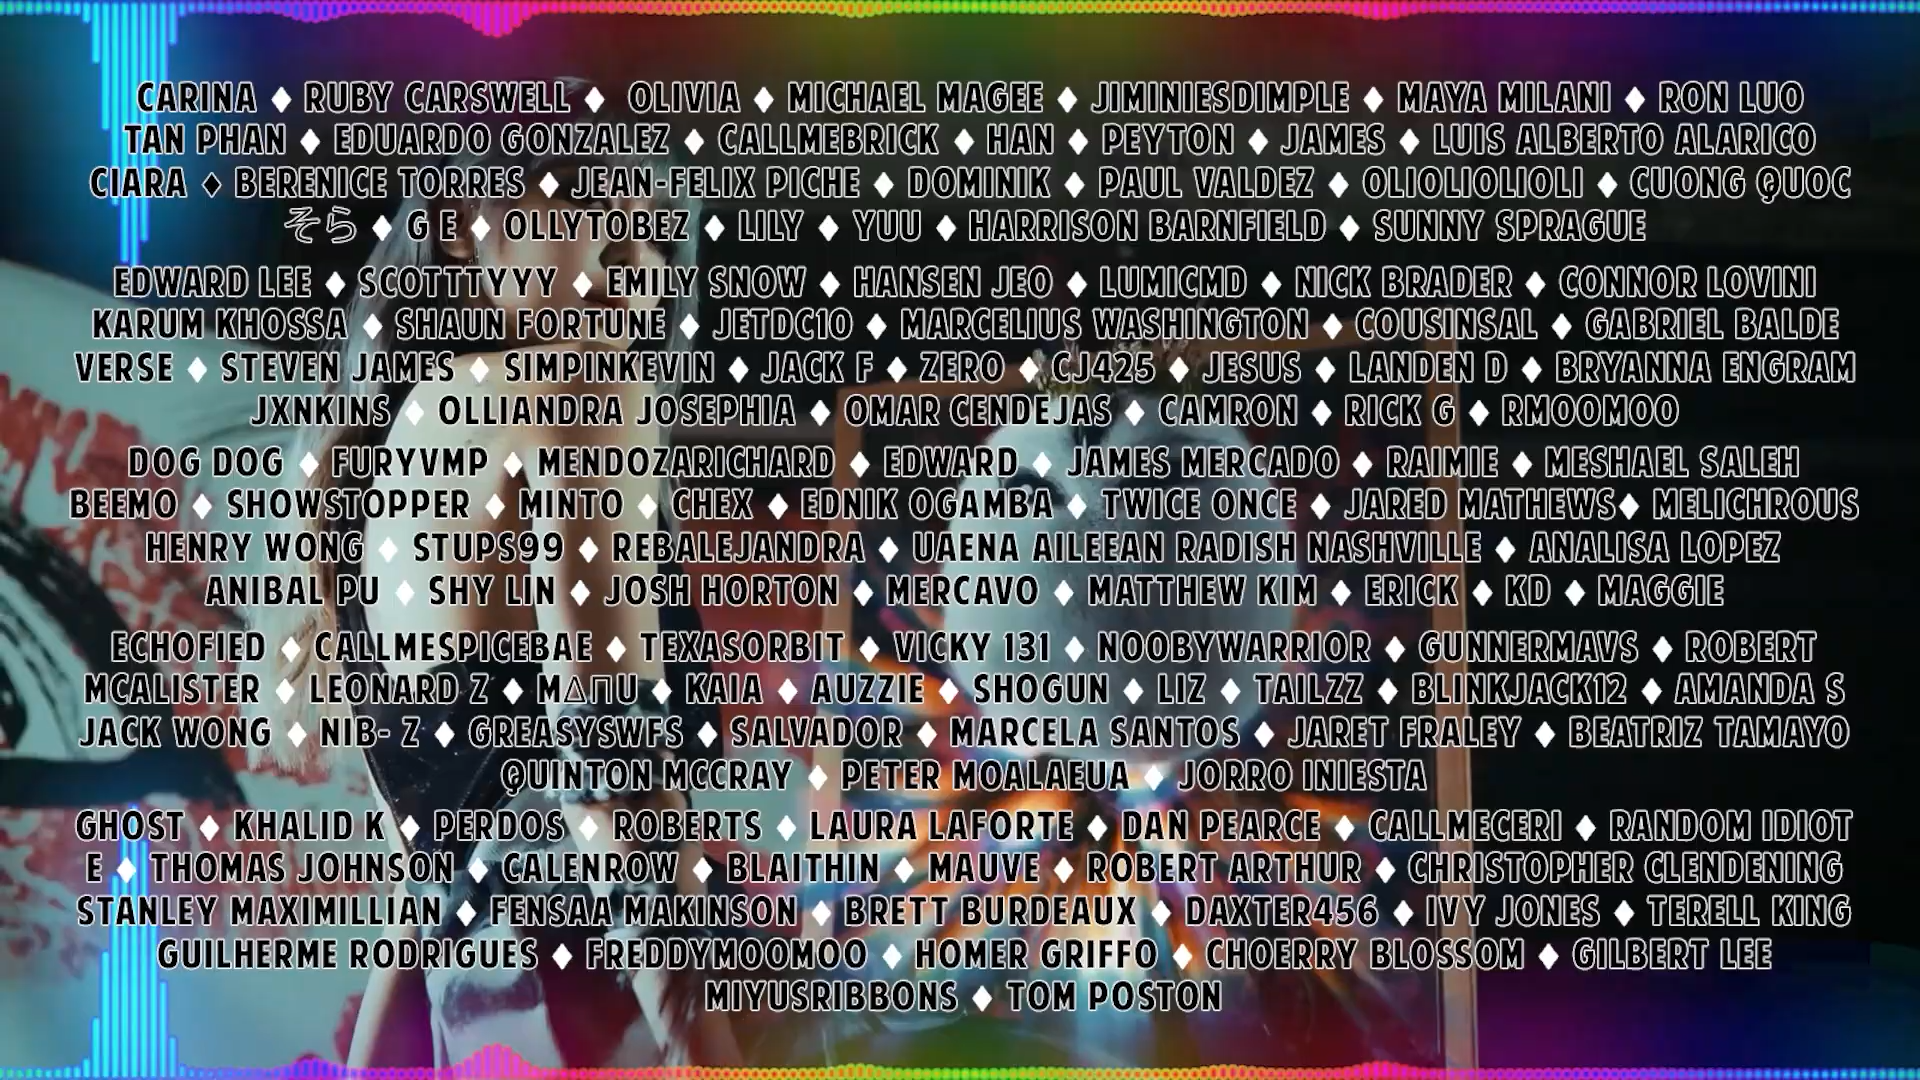 CARINA ♦ RUBY CARSWELL ♦ OLIVIA ♦ MICHAEL MAGEE ♦ JIMINIESDIMPLE ♦ MAYA MILANI ♦ RON LUO
TAN PHAN ♦ EDUARDO GONZALEZ ♦ CALLMEBRICK ♦ HAN ♦ PEYTON ♦ JAMES ♦ LUIS ALBERTO ALARICO
CIARA ♦ BERENICE TORRES ♦ JEAN-FELIX PICHE ♦ DOMINIK ♦ PAUL VALDEZ ♦ OLIOLIOLIOLI ♦ CUONG QUOC
そら ♦ G E ♦ OLLYTOBEZ ♦ LILY ♦ YUU ♦ HARRISON BARNFIELD ♦ SUNNY SPRAGUE
EDWARD LEE ♦ SCOTTTYYY ♦ EMILY SNOW ♦ HANSEN JEO ♦ LUMICMD ♦ NICK BRADER ♦ CONNOR LOVINI
KARUM KHOSSA ♦ SHAUN FORTUNE ♦ JETDC10 ♦ MARCELIUS WASHINGTON ♦ COUSINSAL ♦ GABRIEL BALDE
VERSE ♦ STEVEN JAMES ♦ SIMPINKEVIN ♦ JACK F ♦ ZERO ♦ CJ425 ♦ JESUS ♦ LANDEN D ♦ BRYANNA ENGRAM
JXNKINS ♦ OLLIANDRA JOSEPHIA ♦ OMAR CENDEJAS ♦ CAMRON ♦ RICK G ♦ RMOOMOO
DOG DOG ♦ FURYVMP ♦ MENDOZARICHARD ♦ EDWARD ♦ JAMES MERCADO ♦ RAIMIE ♦ MESHAEL SALEH
BEEMO ♦ SHOWSTOPPER ♦ MINTO ♦ CHEX ♦ EDNIK OGAMBA ♦ TWICE ONCE ♦ JARED MATHEWS♦ MELICHROUS
HENRY WONG ♦ STUPS99 ♦ REBALEJANDRA ♦ UAENA AILEEAN RADISH NASHVILLE ♦ ANALISA LOPEZ
ANIBAL PU ♦ SHY LIN ♦ JOSH HORTON ♦ MERCAVO ♦ MATTHEW KIM ♦ ERICK ♦ KD ♦ MAGGIE
ECHOFIED ♦ CALLMESPICEBAE ♦ TEXASORBIT ♦ VICKY 131 ♦ NOOBYWARRIOR ♦ GUNNERMAVS ♦ ROBERT
MCALISTER ♦ LEONARD Z ♦ MΔПU ♦ KAIA ♦ AUZZIE ♦ SHOGUN ♦ LIZ ♦ TAILZZ ♦ BLINKJACK12 ♦ AMANDA S
JACK WONG ♦ NIB- Z ♦ GREASYSWFS ♦ SALVADOR ♦ MARCELA SANTOS ♦ JARET FRALEY ♦ BEATRIZ TAMAYO
QUINTON MCCRAY ♦ PETER MOALAEUA ♦ JORRO INIESTA
GHOST ♦ KHALID K ♦ PERDOS ♦ ROBERTS ♦ LAURA LAFORTE ♦ DAN PEARCE ♦ CALLMECERI ♦ RANDOM IDIOT
E ♦ THOMAS JOHNSON ♦ CALENROW ♦ BLAITHIN ♦ MAUVE ♦ ROBERT ARTHUR ♦ CHRISTOPHER CLENDENING
STANLEY MAXIMILLIAN ♦ FENSAA MAKINSON ♦ BRETT BURDEAUX ♦ DAXTER456 ♦ IVY JONES ♦ TERELL KING
GUILHERME RODRIGUES ♦ FREDDYMOOMOO ♦ HOMER GRIFFO ♦ CHOERRY BLOSSOM ♦ GILBERT LEE
MIYUSRIBBONS ♦ TOM POSTON